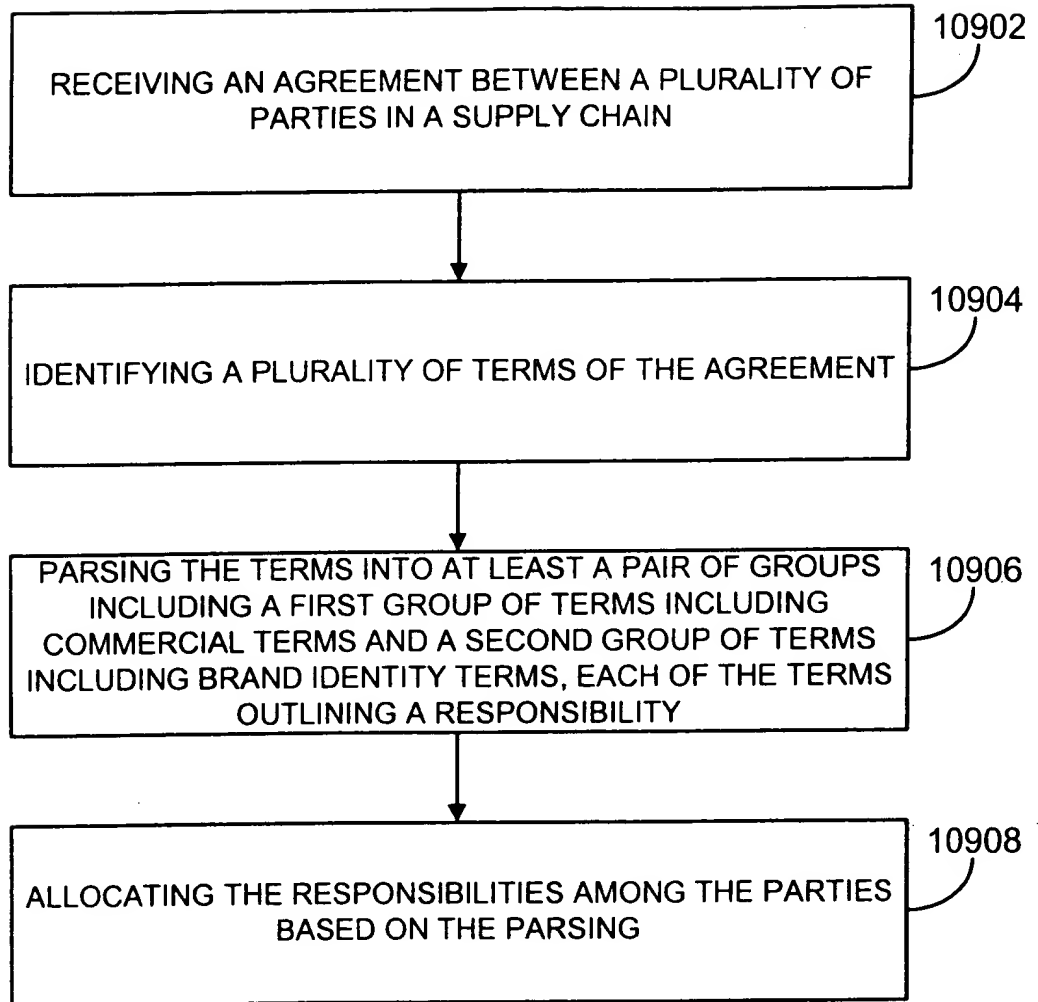 10902
RECEIVING AN AGREEMENT BETWEEN A PLURALITY OF
PARTIES IN A SUPPLY CHAIN
10904
IDENTIFYING A PLURALITY OF TERMS OF THE AGREEMENT
10906
PARSING THE TERMS INTO AT LEAST A PAIR OF GROUPS
INCLUDING A FIRST GROUP OF TERMS INCLUDING
COMMERCIAL TERMS AND A SECOND GROUP OF TERMS
INCLUDING BRAND IDENTITY TERMS, EACH OF THE TERMS
OUTLINING A RESPONSIBILITY
10908
ALLOCATING THE RESPONSIBILITIES AMONG THE PARTIES
BASED ON THE PARSING